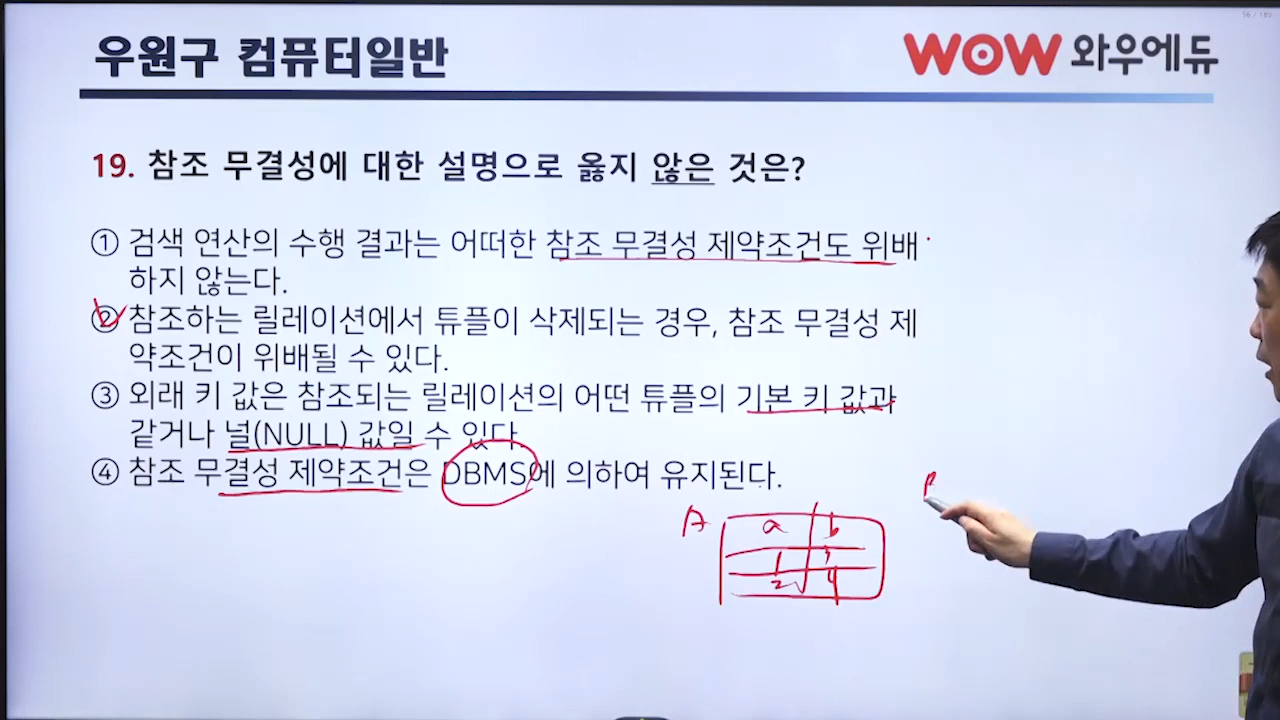 우원구 컴퓨터일반
WOW 와우에듀
19. 참조 무결성에 대한 설명으로 옳지 않은 것은?
① 검색 연산의 수행 결과는 어떠한 참조 무결성 제약조건도 위배
하지 않는다.
② 참조하는 릴레이션에서 튜플이 삭제되는 경우, 참조 무결성 제
약조건이 위배될 수 있다.
③ 외래 키 값은 참조되는 릴레이션의 어떤 튜플의 기본 키 값과
같거나 널(NULL) 값일 수 있다.
④ 참조 무결성 제약조건은 DBMS에 의하여 유지된다.
A
a b
1 3
2 4